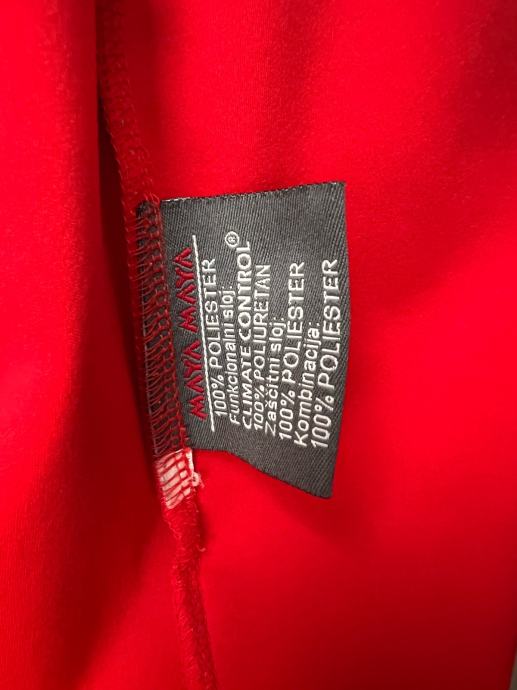 MAYA MAYA
100% POLIESTER
Funkcionalni sloj:
CLIMATE CONTROL®
100% POLIURETAN
Zaščitni sloj:
100% POLIESTER
Kombinacija:
100% POLIESTER